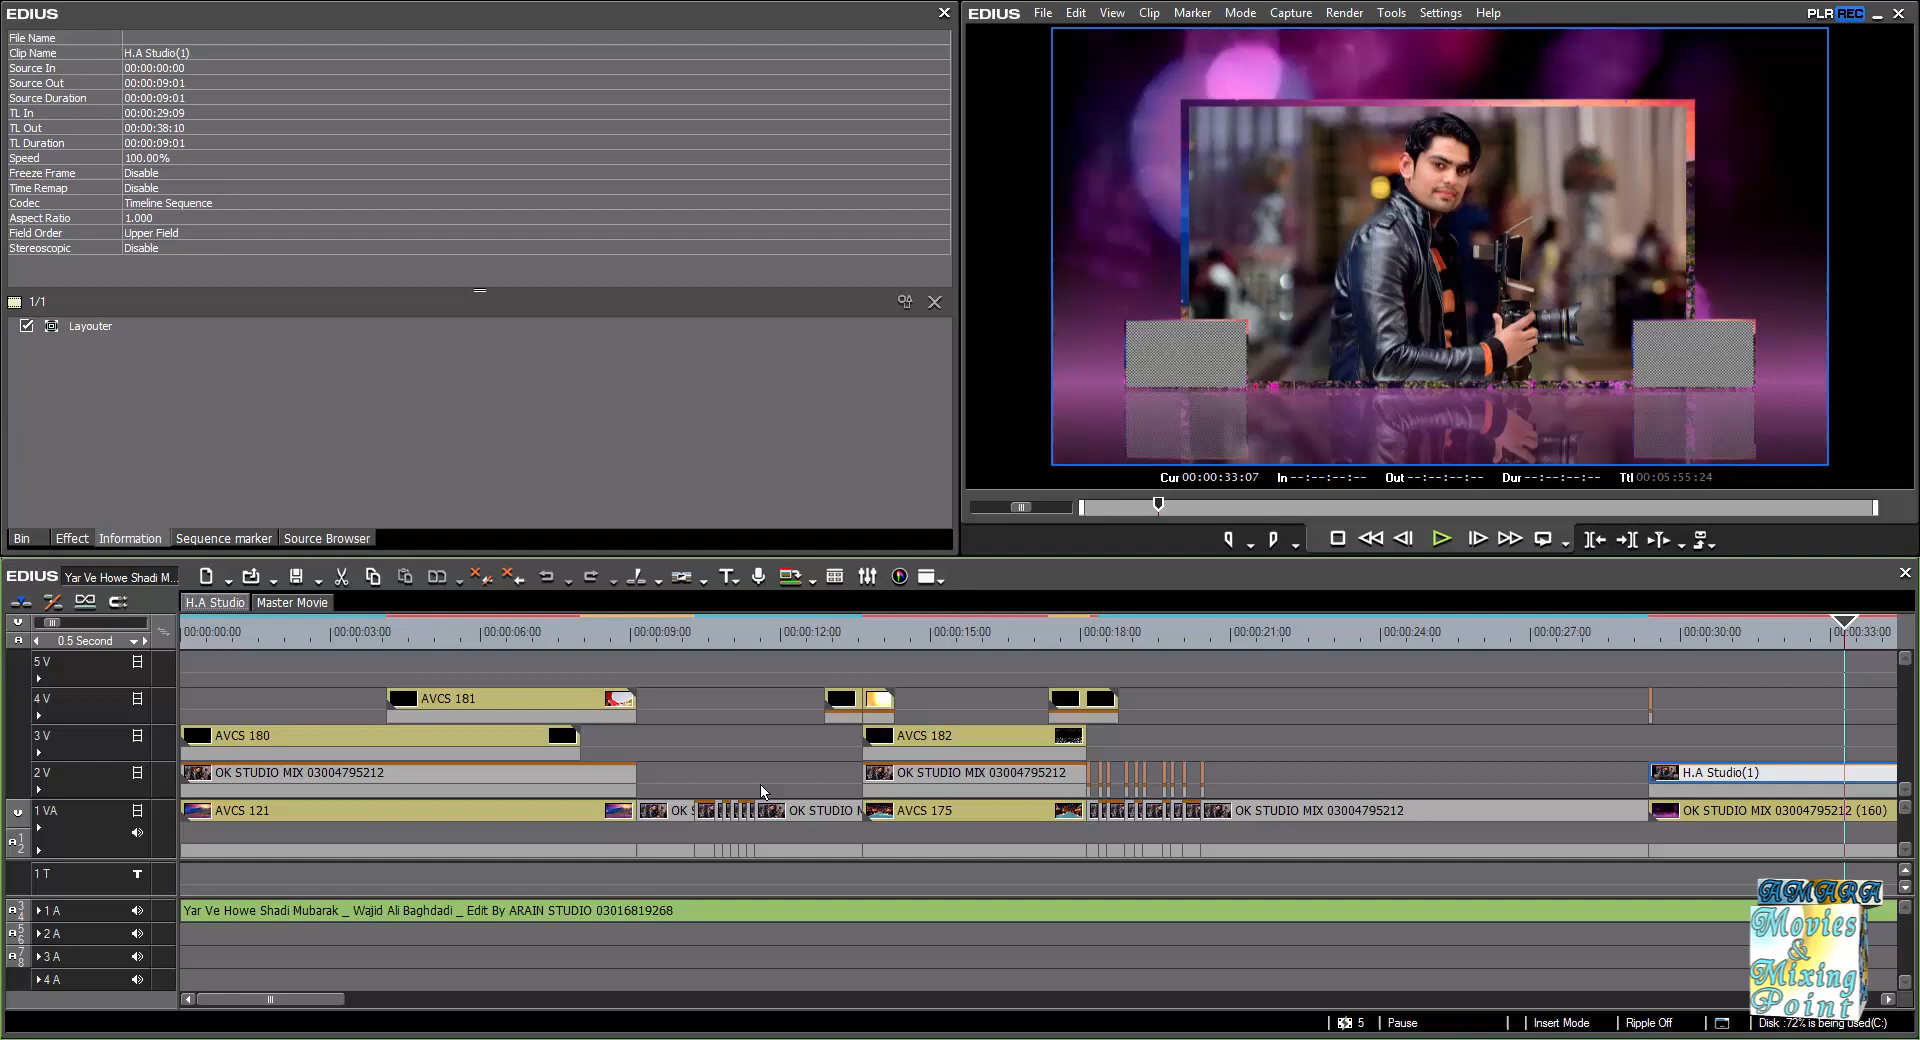 EDIUS
File Name
Clip Name H.A Studio(1)
Source In 00:00:00:00
Source Out 00:00:09:01
Source Duration 00:00:09:01
TL In 00:00:29:09
TL Out 00:00:38:10
TL Duration 00:00:09:01
Speed 100.00%
Freeze Frame Disable
Time Remap Disable
Codec Timeline Sequence
Aspect Ratio 1.000
Field Order Upper Field
Stereoscopic Disable
1/1
Layouter
Bin Effect Information Sequence marker Source Browser
EDIUS File Edit View Clip Marker Mode Capture Render Tools Settings Help PLR REC
Cur 00:00:33:07 In --:--:--:-- Out --:--:--:-- Dur --:--:--:-- Ttl 00:05:55:24
EDIUS Yar Ve Howe Shadi M...
H.A Studio Master Movie
0.5 Second 00:00:00:00 00:00:03:00 00:00:06:00 00:00:09:00 00:00:12:00 00:00:15:00 00:00:18:00 00:00:21:00 00:00:24:00 00:00:27:00 00:00:30:00 00:00:33:00
5 V
4 V AVCS 181
3 V AVCS 180 AVCS 182
2 V OK STUDIO MIX 03004795212 OK STUDIO MIX 03004795212 H.A Studio(1)
1 VA AVCS 121 OK S OK STUDIO M AVCS 175 OK STUDIO MIX 03004795212 OK STUDIO MIX 03004795212 (160)
1 2
1 T T
3 4 1 A Yar Ve Howe Shadi Mubarak _ Wajid Ali Baghdadi _ Edit By ARAIN STUDIO 03016819268
5 6 2 A
7 8 3 A
4 A
AMARA
Movies
&
Mixing
Point
5 Pause Insert Mode Ripple Off Disk :72% is being used(C:)